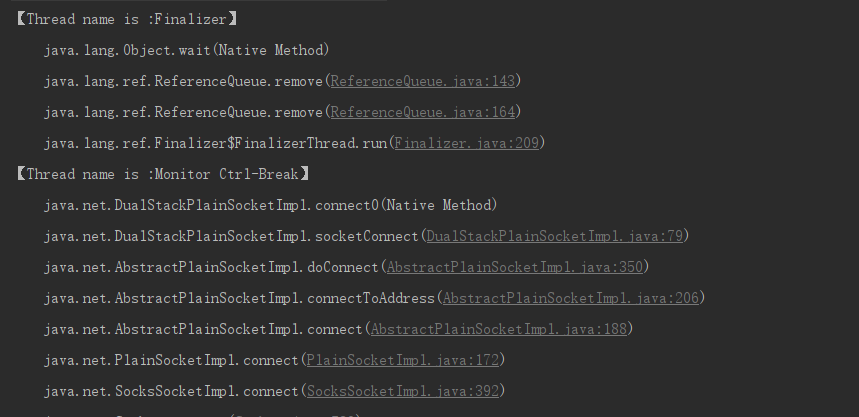 【Thread name is :Finalizer】
java.lang.Object.wait(Native Method)
java.lang.ref.ReferenceQueue.remove(ReferenceQueue.java:143)
java.lang.ref.ReferenceQueue.remove(ReferenceQueue.java:164)
java.lang.ref.Finalizer$FinalizerThread.run(Finalizer.java:209)
【Thread name is :Monitor Ctrl-Break】
java.net.DualStackPlainSocketImpl.connect0(Native Method)
java.net.DualStackPlainSocketImpl.socketConnect(DualStackPlainSocketImpl.java:79)
java.net.AbstractPlainSocketImpl.doConnect(AbstractPlainSocketImpl.java:350)
java.net.AbstractPlainSocketImpl.connectToAddress(AbstractPlainSocketImpl.java:206)
java.net.AbstractPlainSocketImpl.connect(AbstractPlainSocketImpl.java:188)
java.net.PlainSocketImpl.connect(PlainSocketImpl.java:172)
java.net.SocksSocketImpl.connect(SocksSocketImpl.java:392)